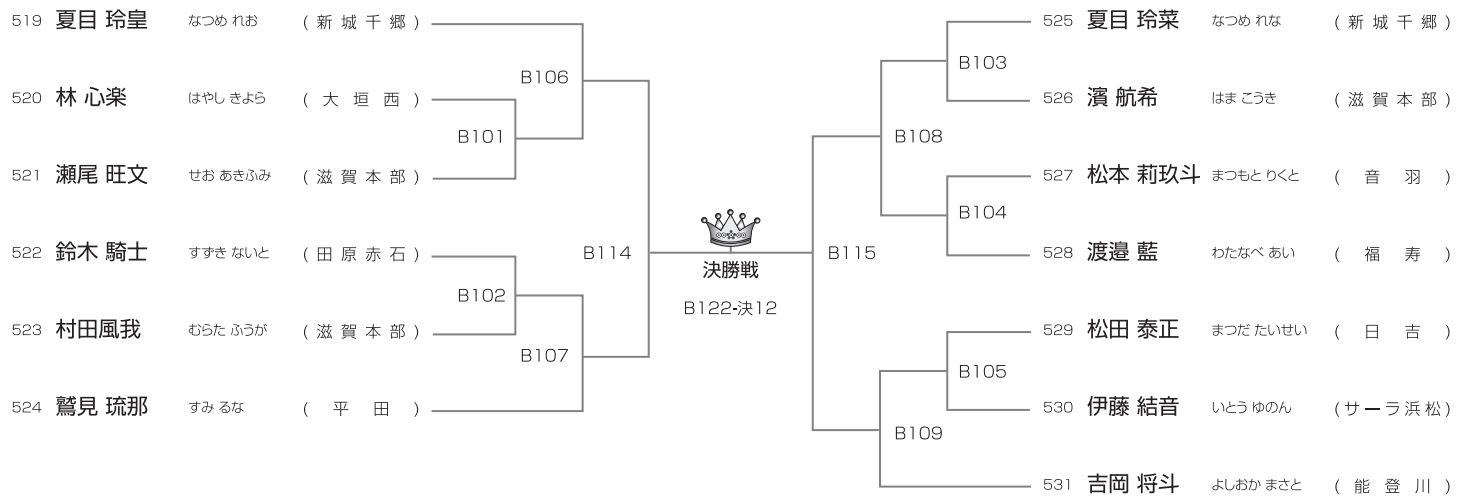 519 夏目 玲皇 なつめ れお (新城千郷)
B106
520 林 心楽 はやし きよら (大垣西)
B101
521 瀬尾 旺文 せお あきふみ (滋賀本部)
522 鈴木 騎士 すずき ないと (田原赤石)
B114
B102
523 村田風我 むらた ふうが (滋賀本部)
B107
524 鷲見 琉那 すみ るな (平田)
決勝戦
B122-決12
525 夏目 玲菜 なつめ れな (新城千郷)
B103
526 濱 航希 はま こうき (滋賀本部)
B108
527 松本 莉玖斗 まつもと りくと (音羽)
B104
528 渡邉 藍 わたなべ あい (福寿)
B115
529 松田 泰正 まつだ たいせい (日吉)
B105
530 伊藤 結音 いとう ゆのん (サーラ浜松)
B109
531 吉岡 将斗 よしおか まさと (能登川)